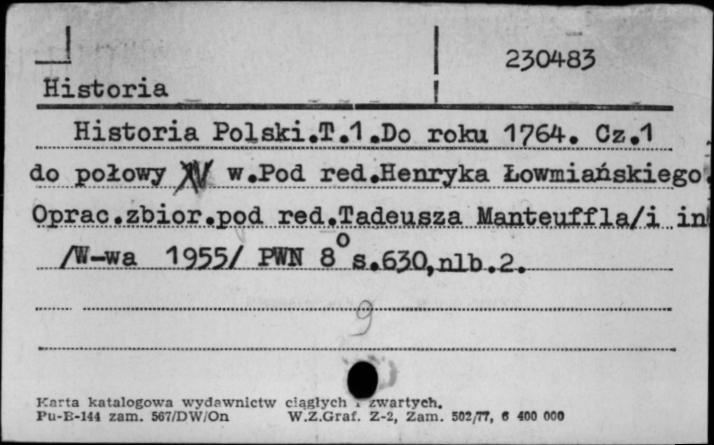 230483
Historia
Historia Polski.T.1.Do roku 1764. Cz.1
do połowy XV w.Pod red.Henryka Łowmiańskiego.
Oprac.zbior.pod red.Tadeusza Manteuffla/i in
/W-wa 1955/ PWN 8° s.630,nlb.2.
9
Karta katalogowa wydawnictw ciągłych i zwartych.
Pu-B-144 zam. 567/DW/On W.Z.Graf. Z-2, Zam. 502/77, 6 400 000